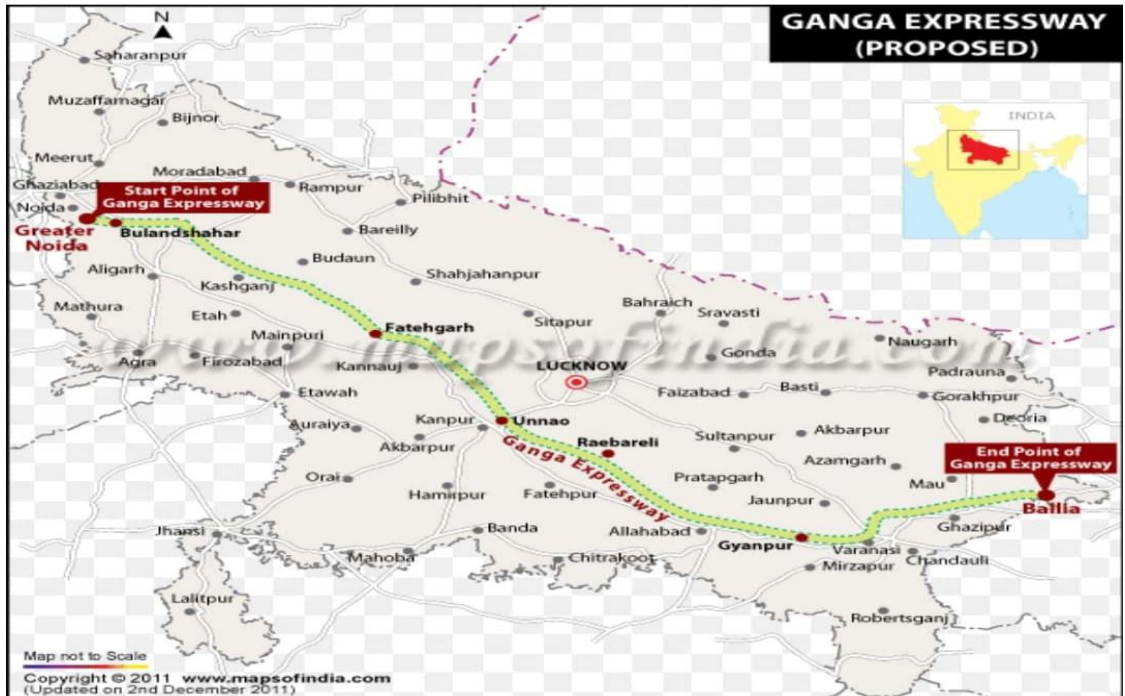 GANGA EXPRESSWAY
(PROPOSED)
N
INDIA
Saharanpur
Muzaffarnagar
Bijnor
Meerut
Moradabad
Rampur
Ghaziabad
Start Point of
Ganga Expressway
Noida
Pilibhit
Greater
Noida
Bulandshahar
Bareilly
Budaun
Aligarh
Kashganj
Shahjahanpur
Mathura
Etah
Mainpuri
Fatehgarh
Sitapur
Bahraich
Sravasti
Naugarh
www.mapsofindia.com
Agra
Firozabad
Kannauj
LUCKNOW
Gonda
Padrauna
Etawah
Faizabad
Basti
Gorakhpur
Auraiya
Kanpur
Unnao
Deoria
Akbarpur
Raebareli
Sultanpur
Akbarpur
End Point of
Ganga Expressway
Ganga Expressway
Azamgarh
Orai
Hamirpur
Fatehpur
Pratapgarh
Mau
Jaunpur
Ballia
Jhansi
Banda
Allahabad
Ghazipur
Gyanpur
Varanasi
Mahoba
Chitrakoot
Chandauli
Mirzapur
Lalitpur
Robertsganj
Map not to Scale
Copyright © 2011 www.mapsofindia.com
(Updated on 2nd December 2011)